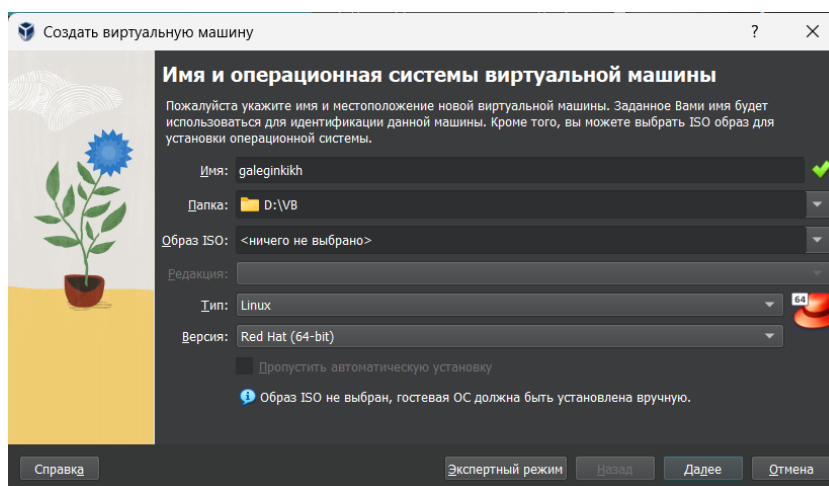 Создать виртуальную машину
?
Имя и операционная системы виртуальной машины
Пожалуйста укажите имя и местоположение новой виртуальной машины. Заданное Вами имя будет
использоваться для идентификации данной машины. Кроме того, вы можете выбрать ISO образ для
установки операционной системы.
Имя: galeginkikh
Папка: D:\VB
Образ ISO: <ничего не выбрано>
Редакция:
Тип: Linux
64
Версия: Red Hat (64-bit)
Пропустить автоматическую установку
Образ ISO не выбран, гостевая ОС должна быть установлена вручную.
Справка Экспертный режим Назад Далее Отмена